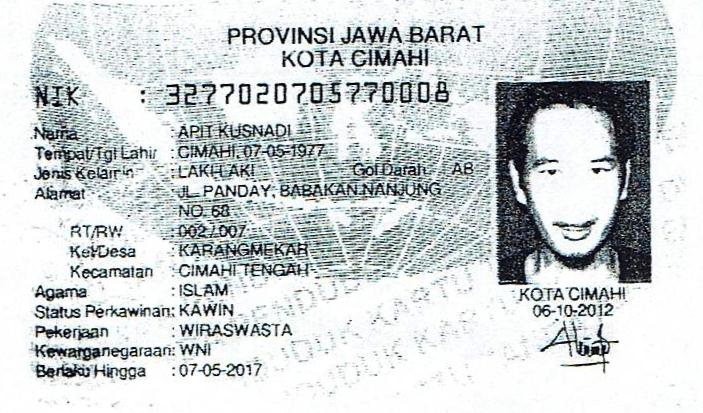 PROVINSI JAWA BARAT
KOTA CIMAHI
NIK : 3277020705770008
Nama : APIT KUSNADI
Tempat/Tgl Lahir : CIMAHI, 07-05-1977
Jenis Kelamin : LAKI-LAKI Gol Darah AB
Alamat : JL. PANDAY, BABAKAN NANJUNG
NO. 68
RT/RW : 002 / 007
Kel/Desa : KARANGMEKAR
Kecamatan : CIMAHI TENGAH
Agama : ISLAM
Status Perkawinan: KAWIN
Pekerjaan : WIRASWASTA
Kewarganegaraan: WNI
Berlaku Hingga : 07-05-2017
KOTA CIMAHI
06-10-2012